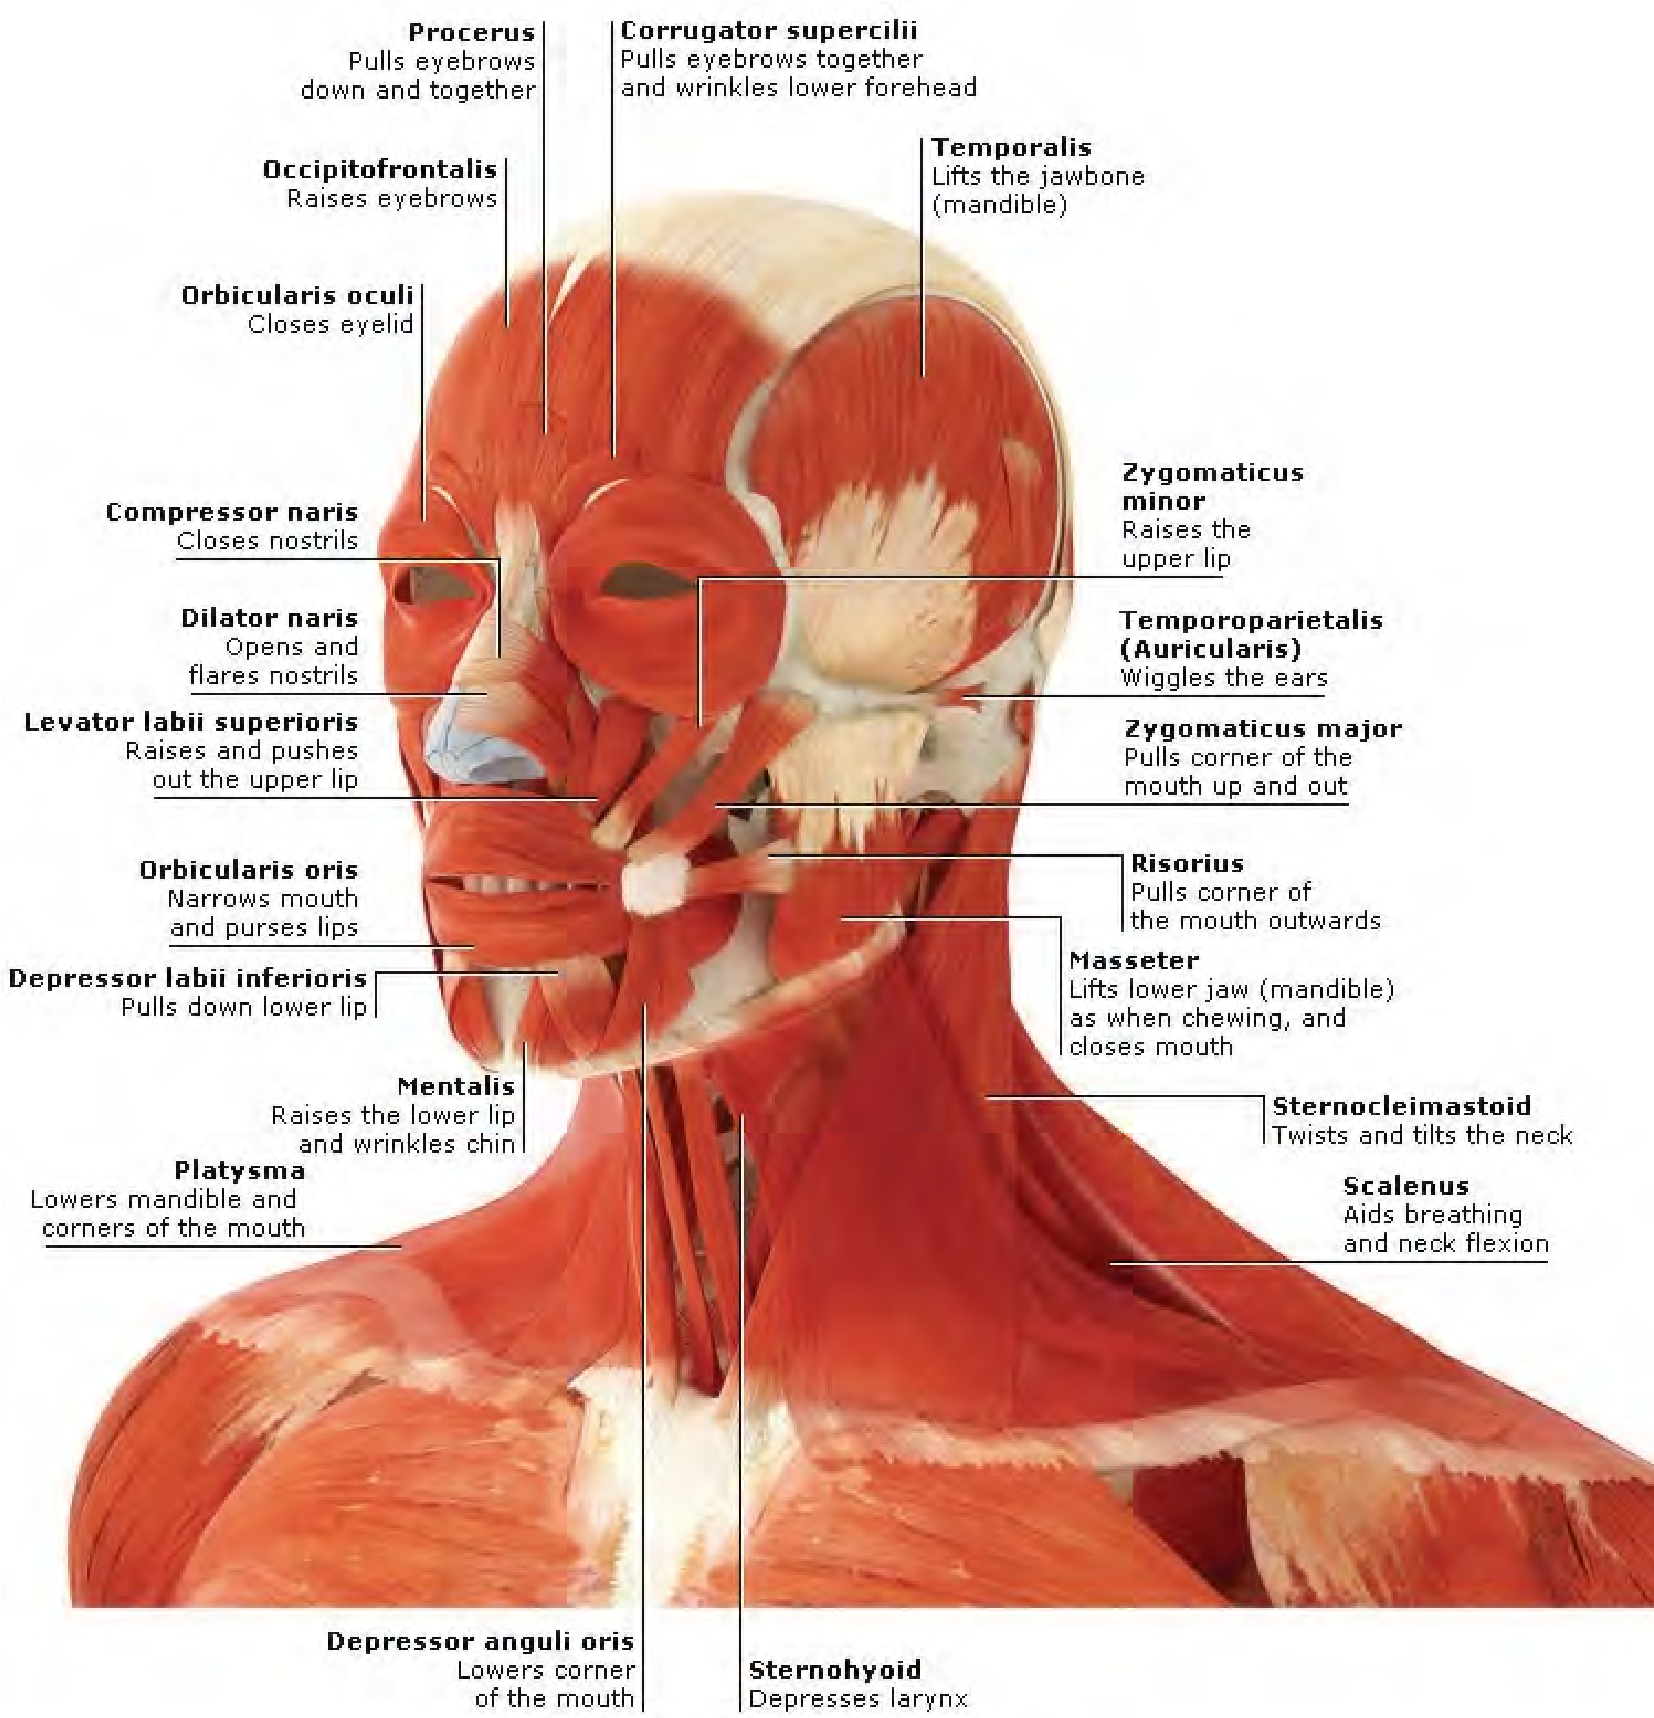 Procerus
Pulls eyebrows
down and together
Corrugator supercilii
Pulls eyebrows together
and wrinkles lower forehead
Occipitofrontalis
Raises eyebrows
Temporalis
Lifts the jawbone
(mandible)
Orbicularis oculi
Closes eyelid
Zygomaticus
minor
Raises the
upper lip
Compressor naris
Closes nostrils
Dilator naris
Opens and
flares nostrils
Temporoparietalis
(Auricularis)
Wiggles the ears
Levator labii superioris
Raises and pushes
out the upper lip
Zygomaticus major
Pulls corner of the
mouth up and out
Orbicularis oris
Narrows mouth
and purses lips
Risorius
Pulls corner of
the mouth outwards
Depressor labii inferioris
Pulls down lower lip
Masseter
Lifts lower jaw (mandible)
as when chewing, and
closes mouth
Mentalis
Raises the lower lip
and wrinkles chin
Sternocleimastoid
Twists and tilts the neck
Platysma
Lowers mandible and
corners of the mouth
Scalenus
Aids breathing
and neck flexion
Depressor anguli oris
Lowers corner
of the mouth
Sternohyoid
Depresses larynx